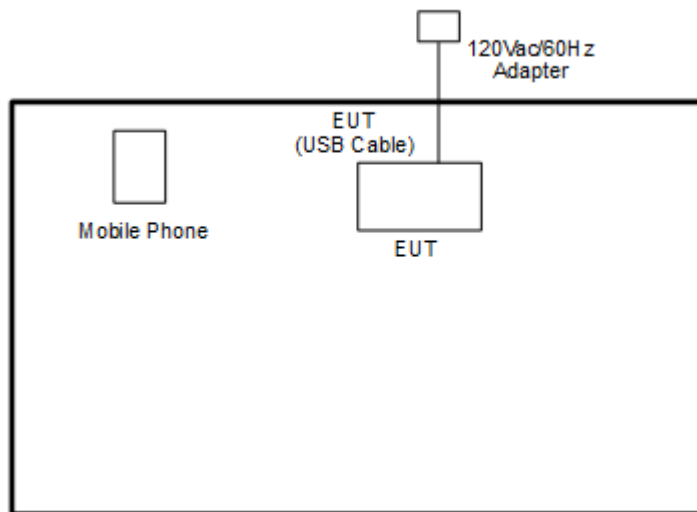 120Vac/60Hz
Adapter
EUT
(USB Cable)
Mobile Phone
EUT